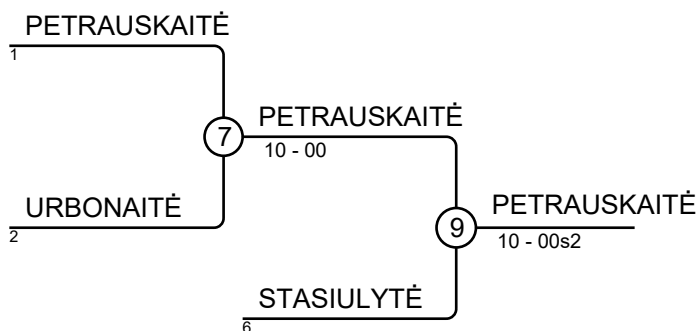 PETRAUSKAITĖ
1
7
PETRAUSKAITĖ
10 - 00
URBONAITĖ
2
9
PETRAUSKAITĖ
10 - 00s2
STASIULYTĖ
6